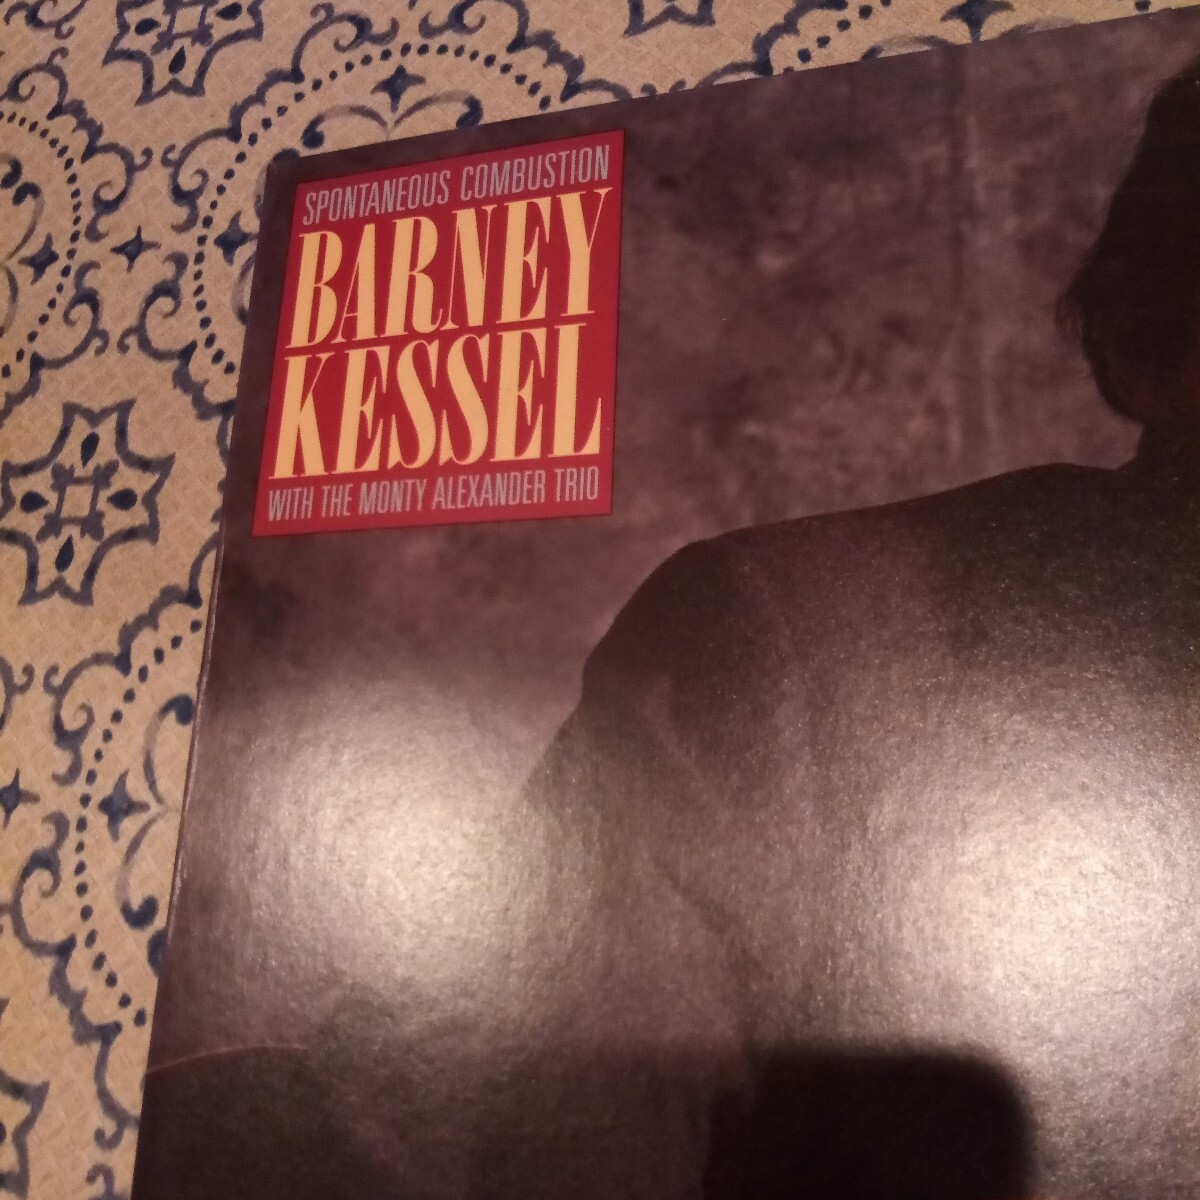 SPONTANEOUS COMBUSTION
BARNEY
KESSEL
WITH THE MONTY ALEXANDER TRIO